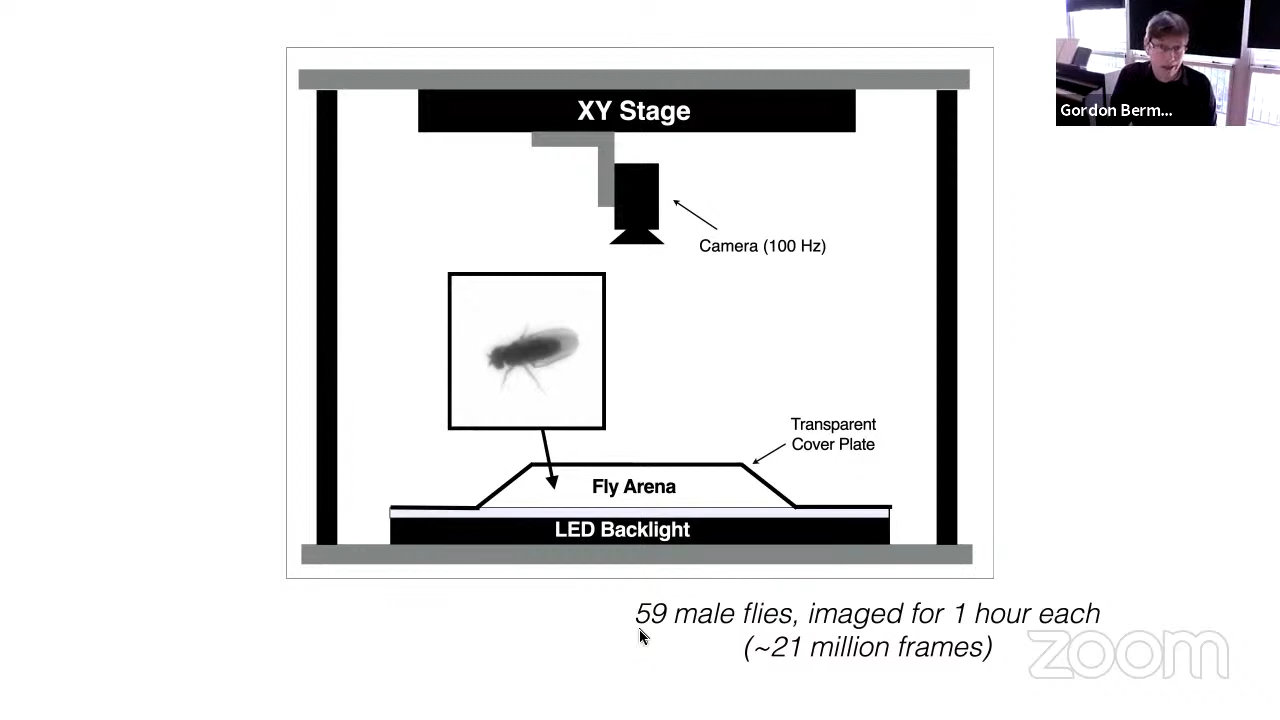 Gordon Berm...
XY Stage
Camera (100 Hz)
Transparent
Cover Plate
Fly Arena
LED Backlight
59 male flies, imaged for 1 hour each
(~21 million frames)
zoom